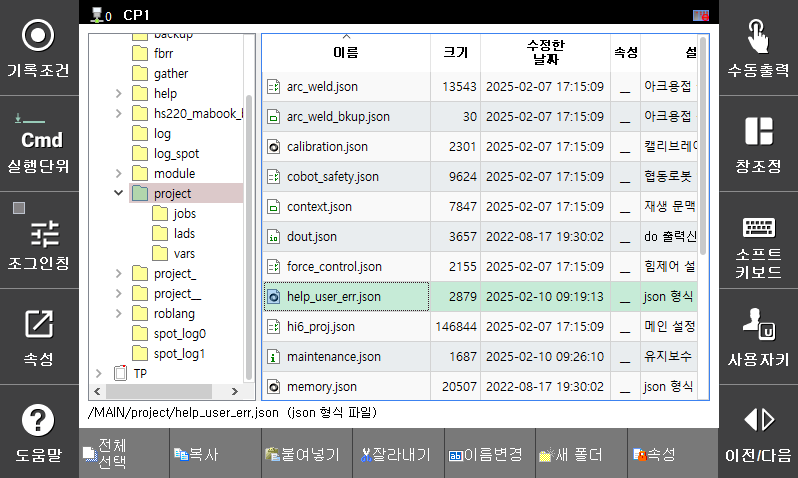 0 CP1
기록조건
Cmd
실행단위
조그인칭
속성
도움말
backup
fbrr
gather
help
hs220_mabook_
log
log_spot
module
project
jobs
lads
vars
project_
project__
roblang
spot_log0
spot_log1
TP
이름 크기 수정한 날짜 속성 설
arc_weld.json 13543 2025-02-07 17:15:09 __ 아크용접
arc_weld_bkup.json 30 2025-02-07 17:15:09 __ 아크용접
calibration.json 2301 2025-02-07 17:15:09 __ 캘리브레이
cobot_safety.json 9624 2025-02-07 17:15:09 __ 협동로봇
context.json 7847 2025-02-07 17:15:09 __ 재생 문맥
dout.json 3657 2022-08-17 19:30:02 __ do 출력신
force_control.json 2155 2025-02-07 17:15:09 __ 힘제어 설
help_user_err.json 2879 2025-02-10 09:19:13 __ json 형식
hi6_proj.json 146844 2025-02-07 17:15:09 __ 메인 설정
maintenance.json 1687 2025-02-10 09:26:10 __ 유지보수
memory.json 20507 2022-08-17 19:30:02 __ json 형식
/MAIN/project/help_user_err.json (json 형식 파일)
전체
선택
복사
붙여넣기
잘라내기
이름변경
새 폴더
속성
수동출력
창조정
소프트
키보드
사용자키
이전/다음